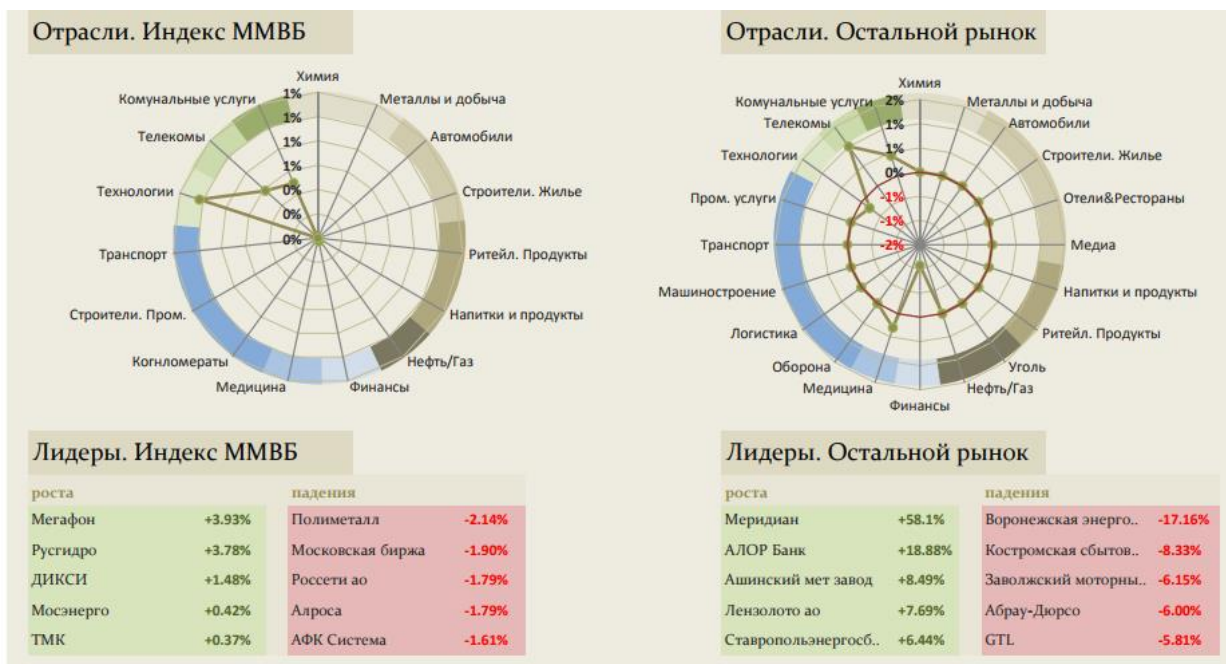 Отрасли. Индекс ММВБ
Химия
Металлы и добыча
Автомобили
Строители. Жилье
Ритейл. Продукты
Напитки и продукты
Нефть/Газ
Финансы
Медицина
Когнломераты
Строители. Пром.
Транспорт
Технологии
Телекомы
Комунальные услуги
1%
1%
1%
1%
0%
0%
0%
Отрасли. Остальной рынок
Химия
Металлы и добыча
Автомобили
Строители. Жилье
Отели&Рестораны
Медиа
Напитки и продукты
Ритейл. Продукты
Уголь
Нефть/Газ
Финансы
Медицина
Оборона
Логистика
Машиностроение
Транспорт
Пром. услуги
Технологии
Телекомы
Комунальные услуги
2%
1%
1%
0%
-1%
-1%
-2%
Лидеры. Индекс ММВБ
роста
Мегафон +3.93%
Русгидро +3.78%
ДИКСИ +1.48%
Мосэнерго +0.42%
ТМК +0.37%
падения
Полиметалл -2.14%
Московская биржа -1.90%
Россети ао -1.79%
Алроса -1.79%
АФК Система -1.61%
Лидеры. Остальной рынок
роста
Меридиан +58.1%
АЛОР Банк +18.88%
Ашинский мет завод +8.49%
Лензолото ао +7.69%
Ставропольэнергосб.. +6.44%
падения
Воронежская энерго.. -17.16%
Костромская сбытов.. -8.33%
Заволжский моторны.. -6.15%
Абрау-Дюрсо -6.00%
GTL -5.81%